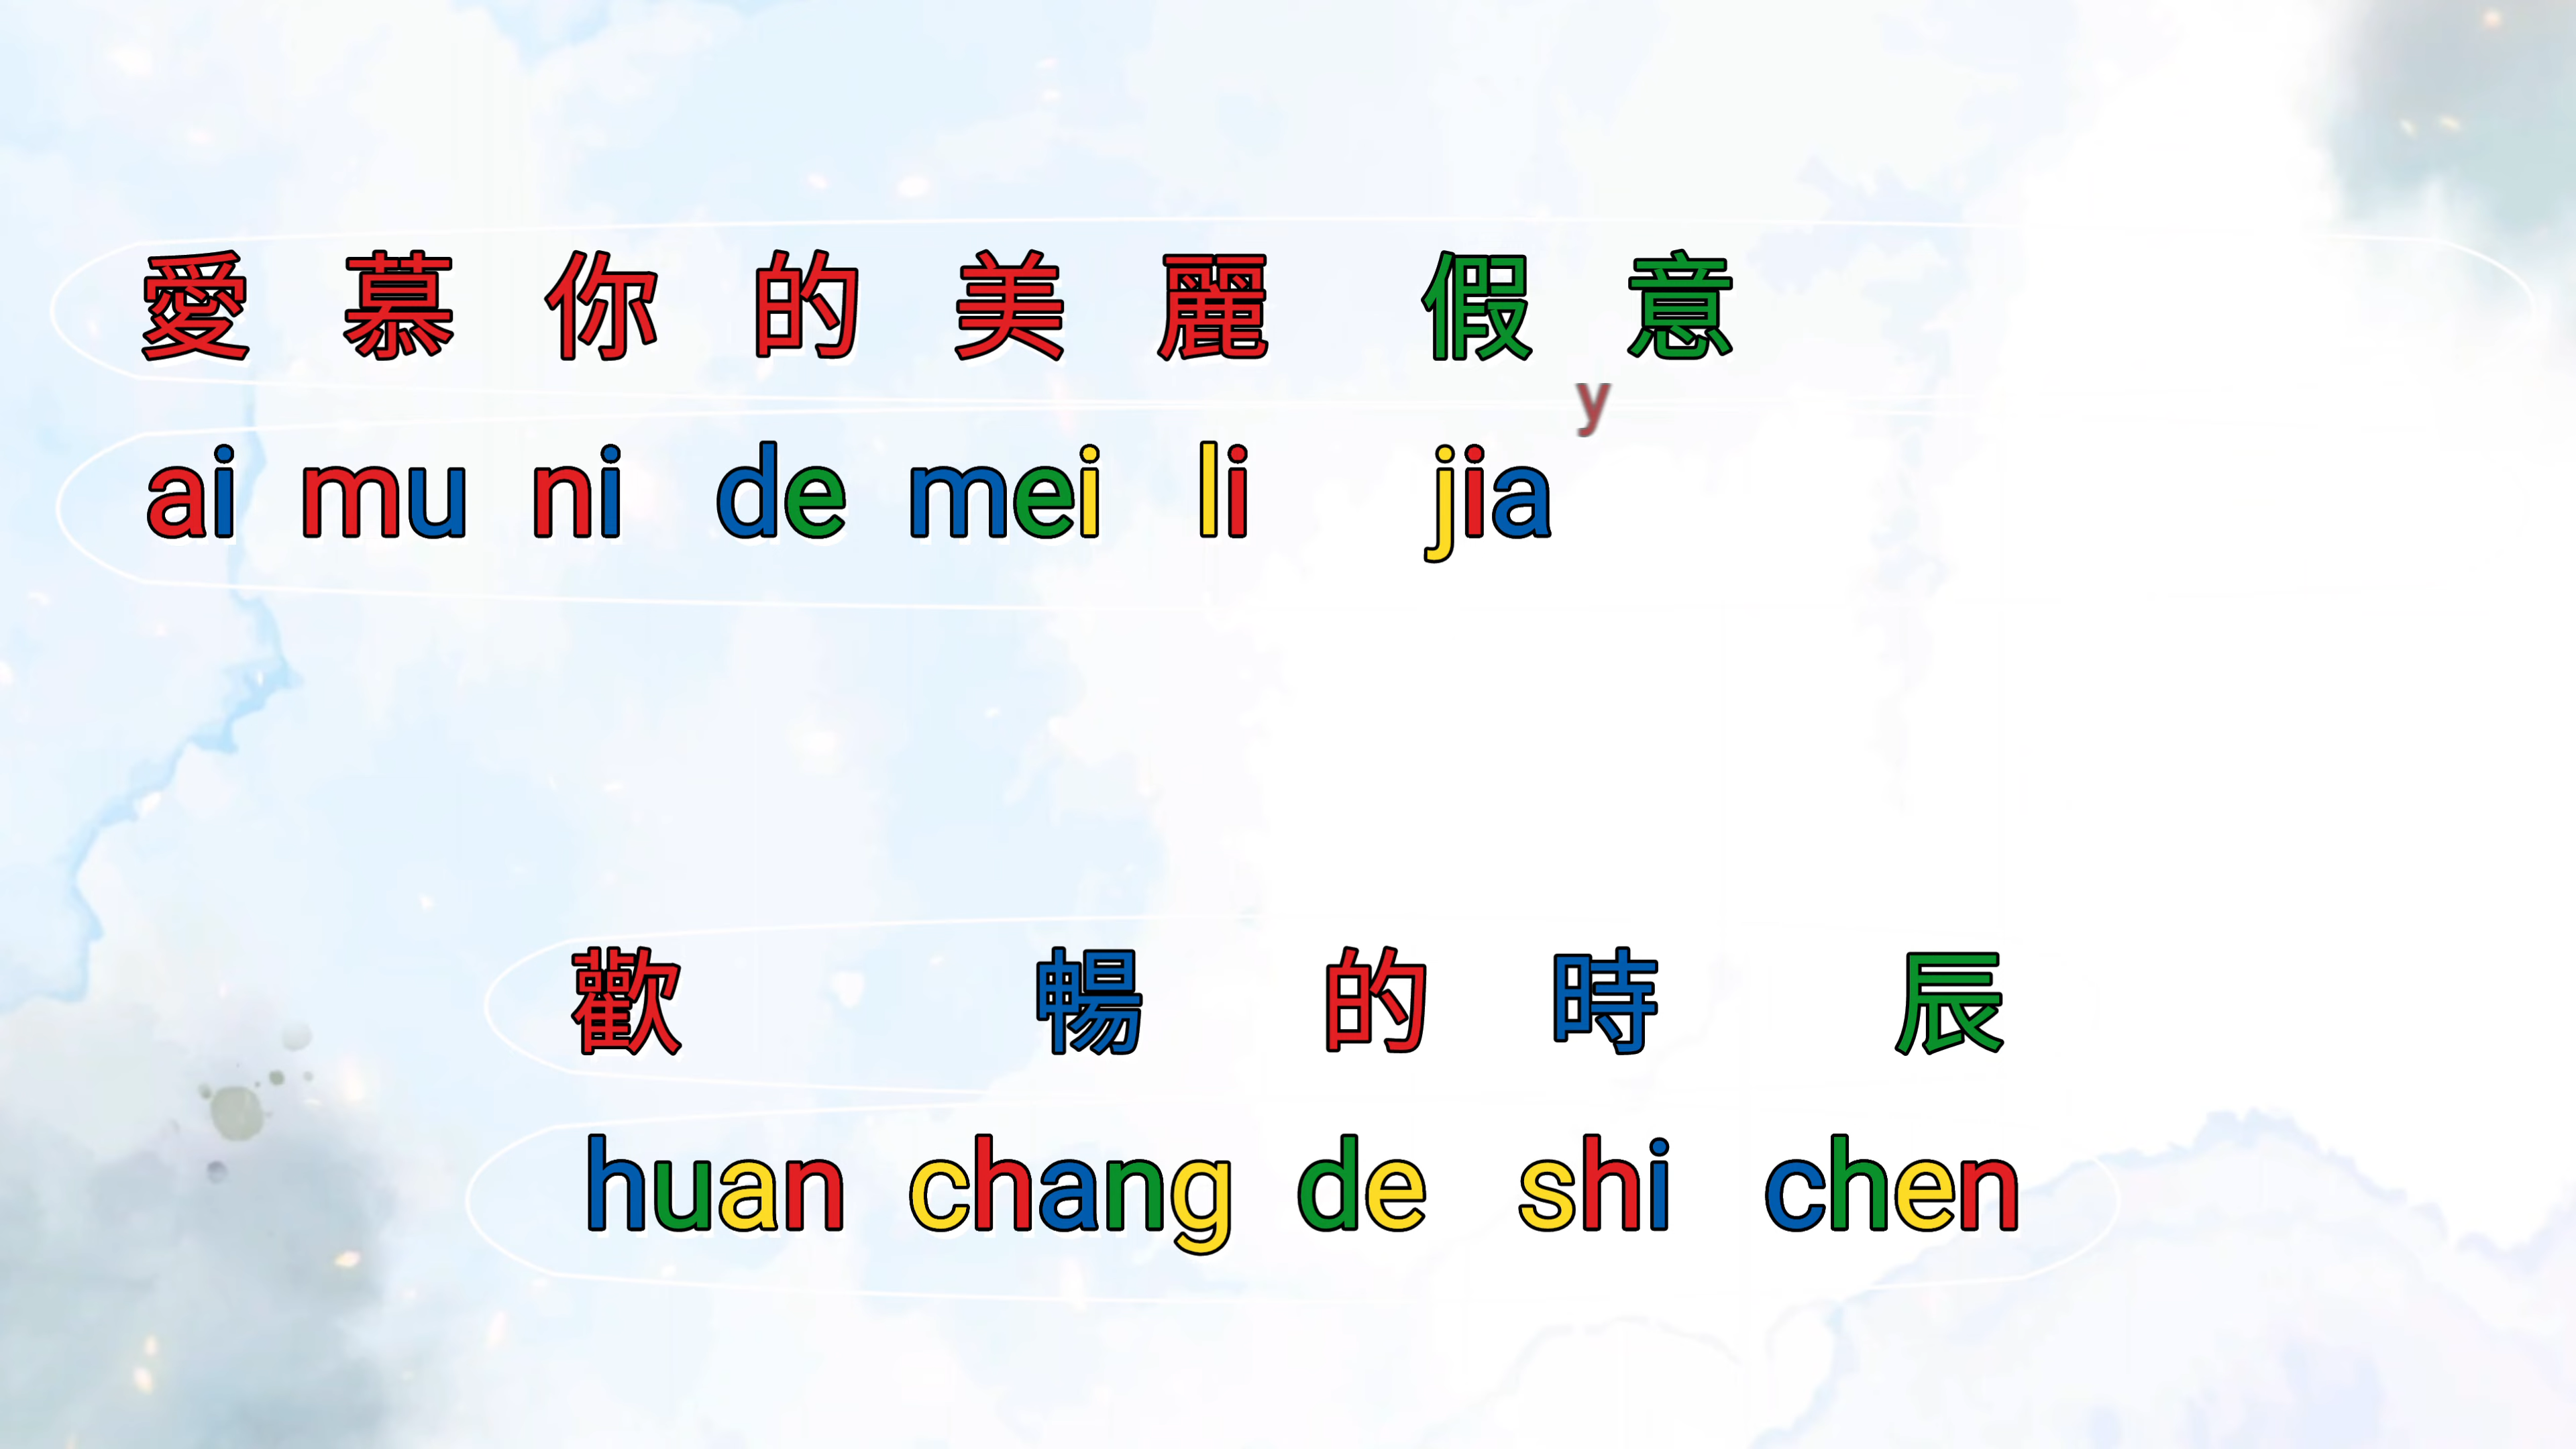 愛 慕 你 的 美 麗 假 意
ai mu ni de mei li jia y
歡 暢 的 時 辰
huan chang de shi chen